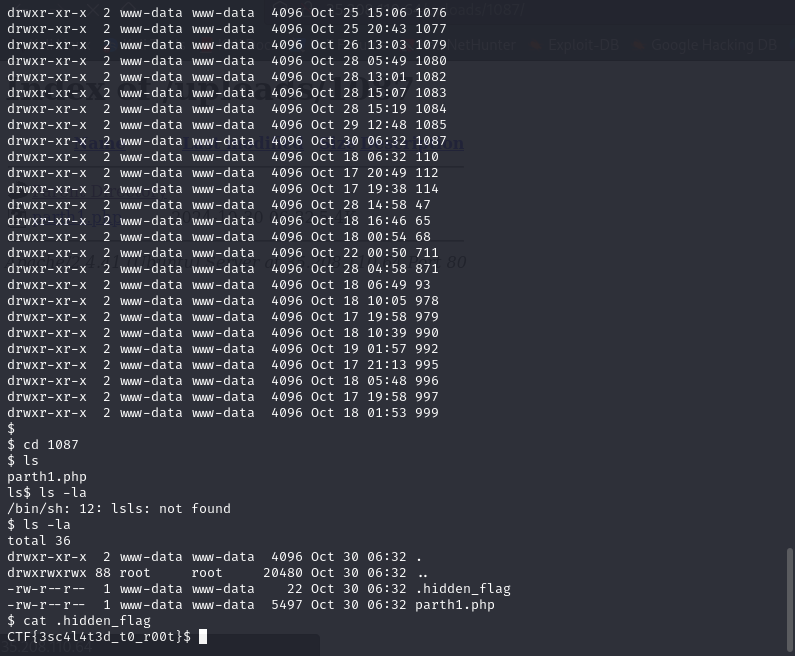 drwxr-xr-x 2 www-data www-data 4096 Oct 25 15:06 1076
drwxr-xr-x 2 www-data www-data 4096 Oct 25 20:43 1077
drwxr-xr-x 2 www-data www-data 4096 Oct 26 13:03 1079
drwxr-xr-x 2 www-data www-data 4096 Oct 28 05:49 1080
drwxr-xr-x 2 www-data www-data 4096 Oct 28 13:01 1082
drwxr-xr-x 2 www-data www-data 4096 Oct 28 13:07 1083
drwxr-xr-x 2 www-data www-data 4096 Oct 28 15:19 1084
drwxr-xr-x 2 www-data www-data 4096 Oct 29 12:48 1085
drwxr-xr-x 2 www-data www-data 4096 Oct 30 06:32 1087
drwxr-xr-x 2 www-data www-data 4096 Oct 18 06:32 110
drwxr-xr-x 2 www-data www-data 4096 Oct 17 20:49 112
drwxr-xr-x 2 www-data www-data 4096 Oct 17 19:38 114
drwxr-xr-x 2 www-data www-data 4096 Oct 28 14:58 47
drwxr-xr-x 2 www-data www-data 4096 Oct 18 16:46 65
drwxr-xr-x 2 www-data www-data 4096 Oct 18 00:54 68
drwxr-xr-x 2 www-data www-data 4096 Oct 22 06:50 711
drwxr-xr-x 2 www-data www-data 4096 Oct 28 04:58 871
drwxr-xr-x 2 www-data www-data 4096 Oct 18 06:49 93
drwxr-xr-x 2 www-data www-data 4096 Oct 18 10:05 978
drwxr-xr-x 2 www-data www-data 4096 Oct 17 19:58 979
drwxr-xr-x 2 www-data www-data 4096 Oct 18 10:39 990
drwxr-xr-x 2 www-data www-data 4096 Oct 19 01:57 992
drwxr-xr-x 2 www-data www-data 4096 Oct 17 21:13 995
drwxr-xr-x 2 www-data www-data 4096 Oct 18 05:48 996
drwxr-xr-x 2 www-data www-data 4096 Oct 17 19:58 997
drwxr-xr-x 2 www-data www-data 4096 Oct 18 01:53 999
$
$ cd 1087
$ ls
parth1.php
ls$ ls -la
/bin/sh: 12: lsls: not found
$ ls -la
total 36
drwxr-xr-x 2 www-data www-data 4096 Oct 30 06:32 .
drwxrwxrwx 88 root root 20480 Oct 30 06:32 ..
-rw-r--r-- 1 www-data www-data 22 Oct 30 06:32 .hidden_flag
-rw-r--r-- 1 www-data www-data 5497 Oct 30 06:32 parth1.php
$ cat .hidden_flag
CTF{3sc4l4t3d_t0_r00t}$
NetHunter Exploit-DB Google Hacking DB